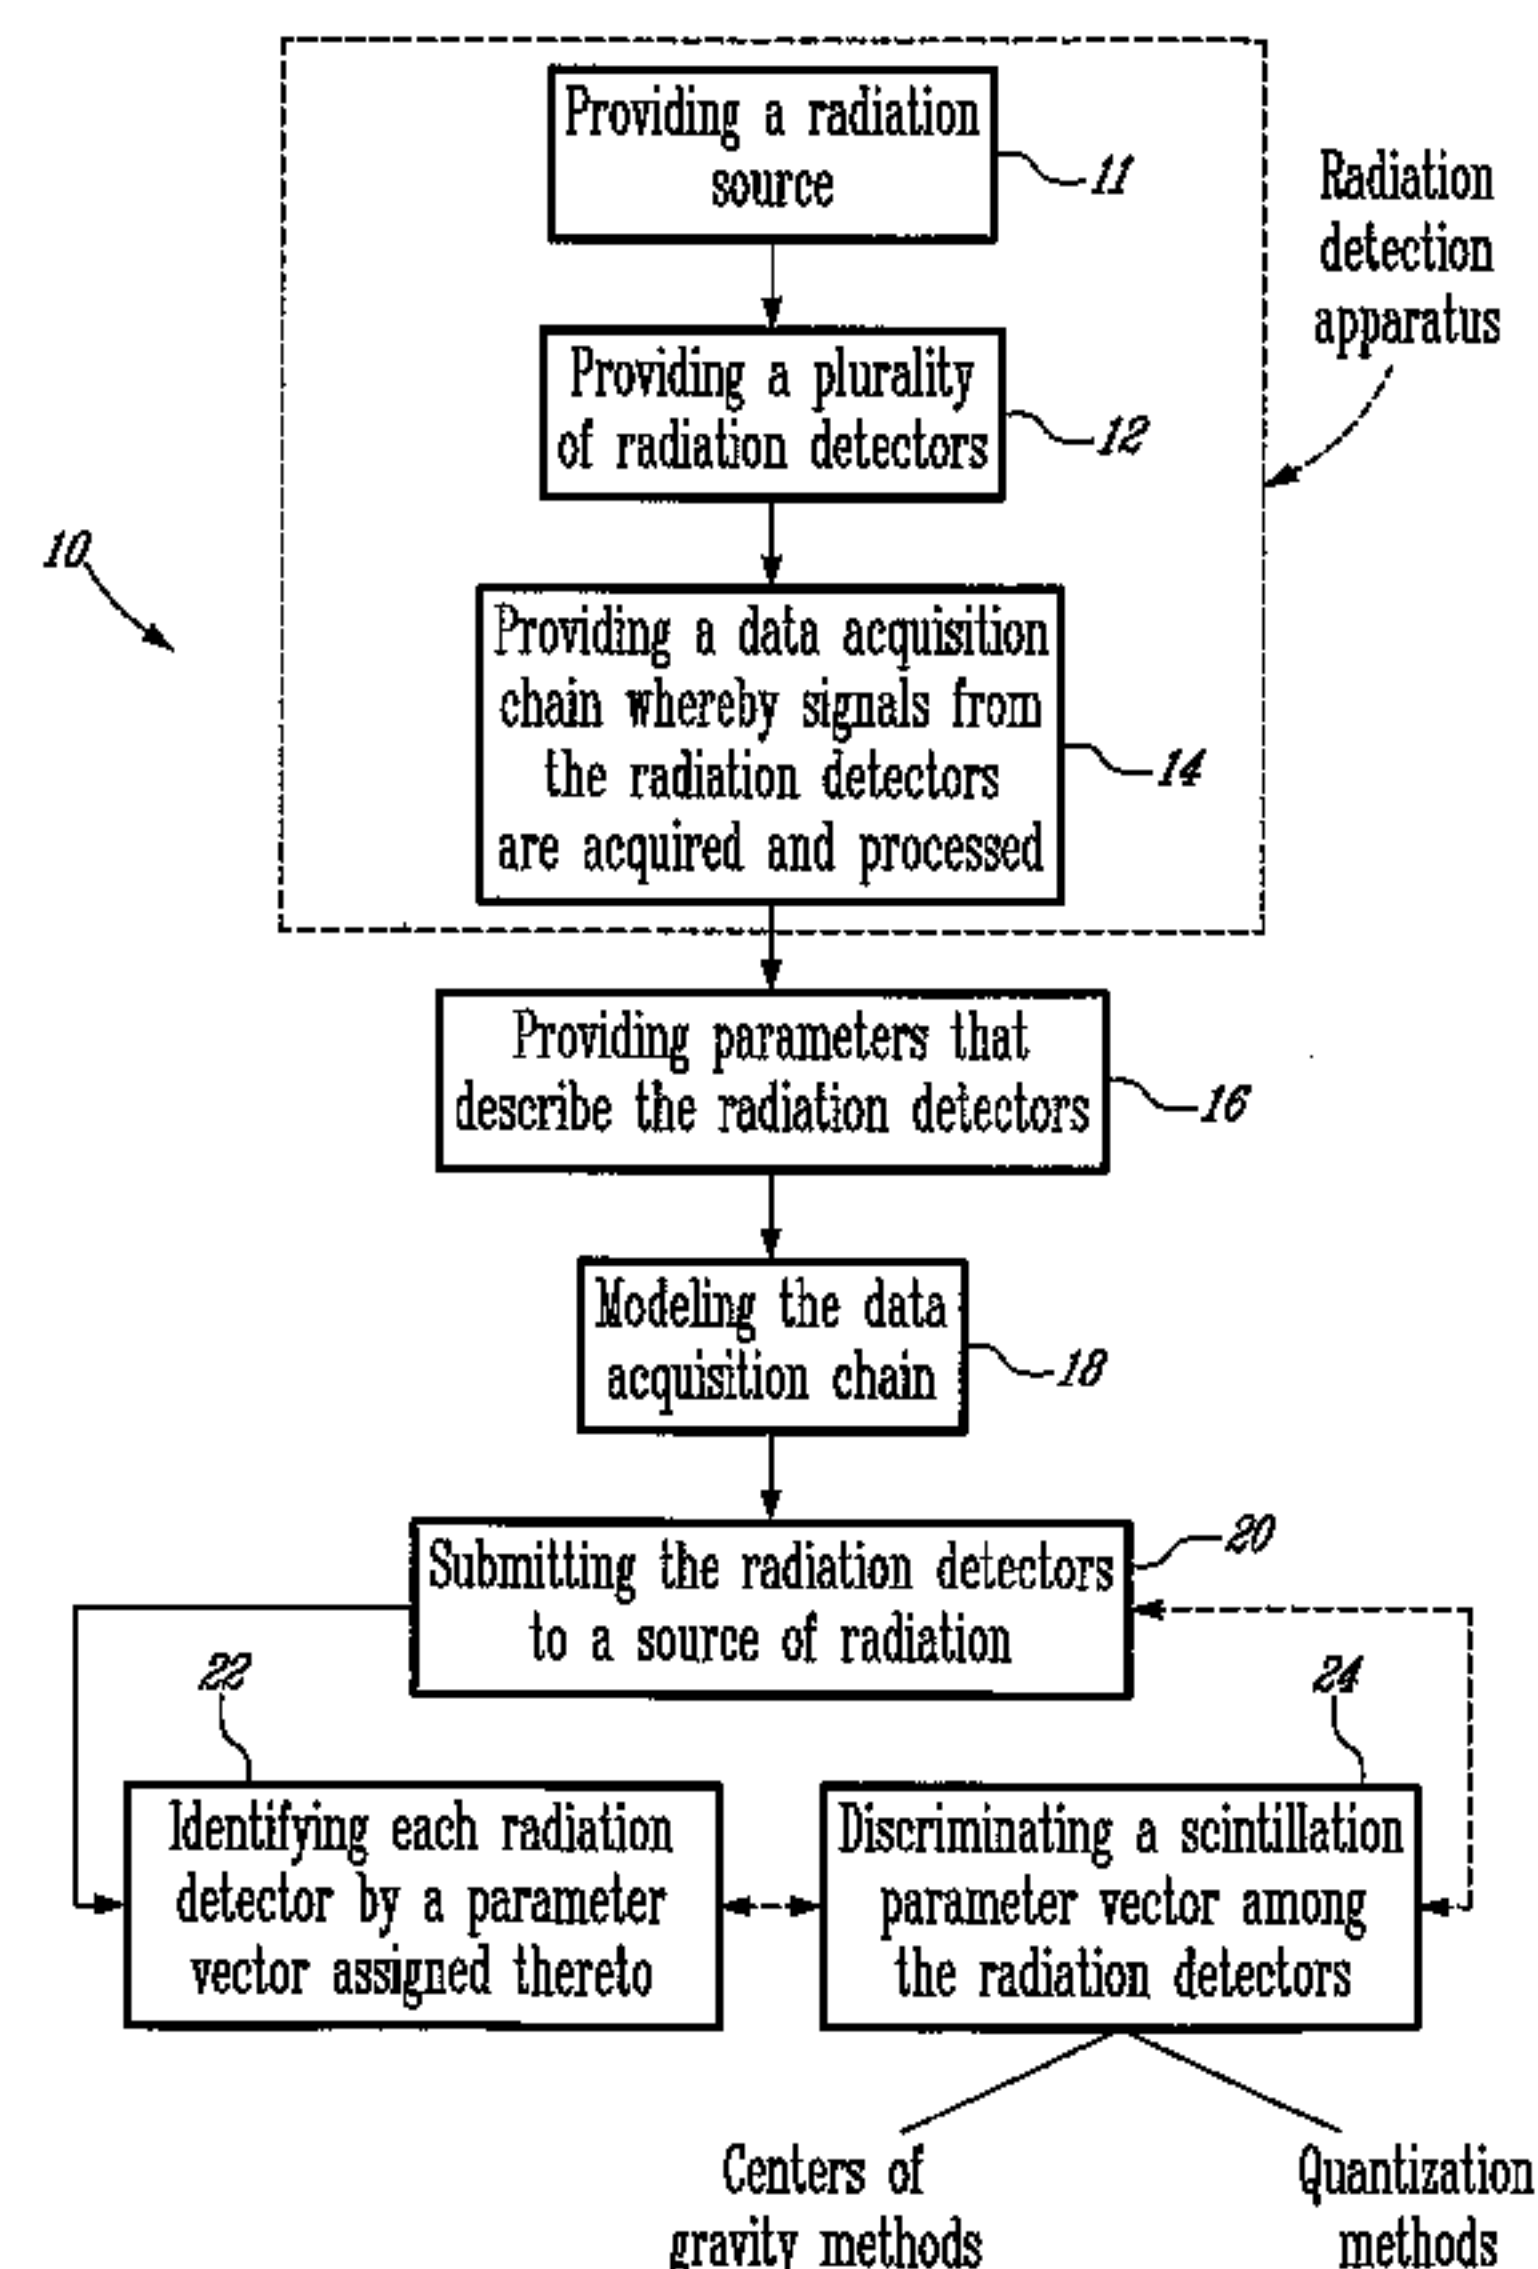 Providing a radiation
source
11
Radiation
detection
apparatus
Providing a plurality
of radiation detectors
12
10
Providing a data acquisition
chain whereby signals from
the radiation detectors
are acquired and processed
14
Providing parameters that
describe the radiation detectors
16
Modeling the data
acquisition chain
18
Submitting the radiation detectors
to a source of radiation
20
22
Identifying each radiation
detector by a parameter
vector assigned thereto
24
Discriminating a scintillation
parameter vector among
the radiation detectors
Centers of
gravity methods
Quantization
methods